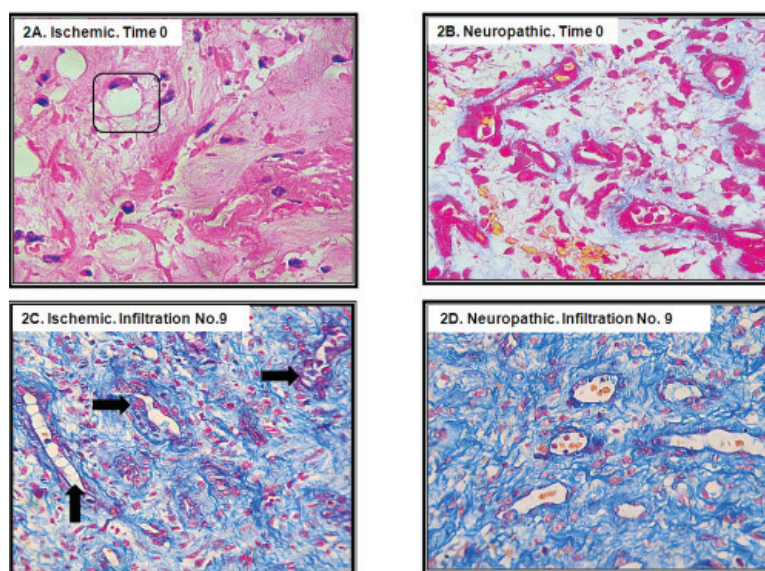 2A. Ischemic. Time 0
2B. Neuropathic. Time 0
2C. Ischemic. Infiltration No.9
2D. Neuropathic. Infiltration No. 9